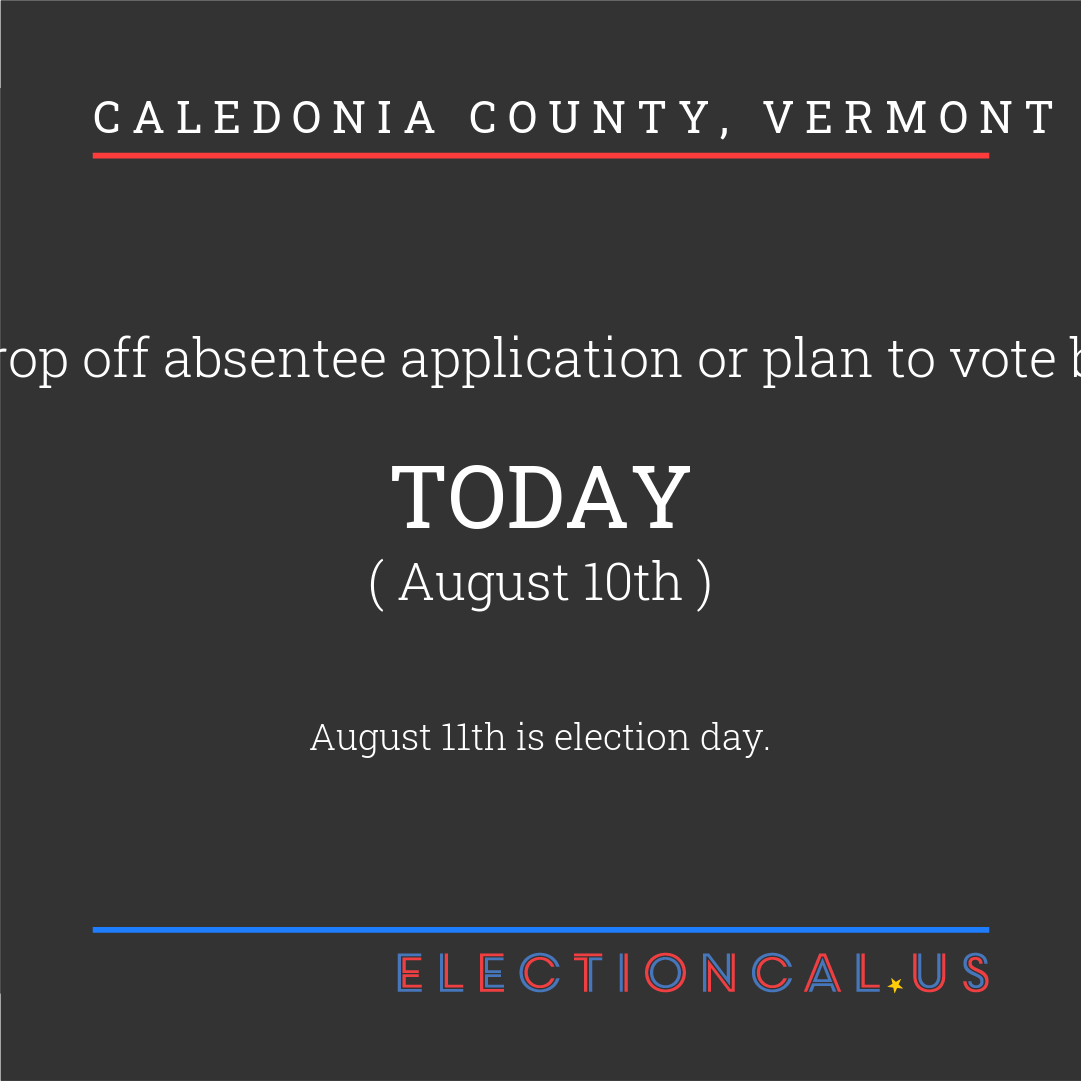 CALEDONIA COUNTY, VERMONT
rop off absentee application or plan to vote b
TODAY
( August 10th )
August 11th is election day.
ELECTIONCAL.US